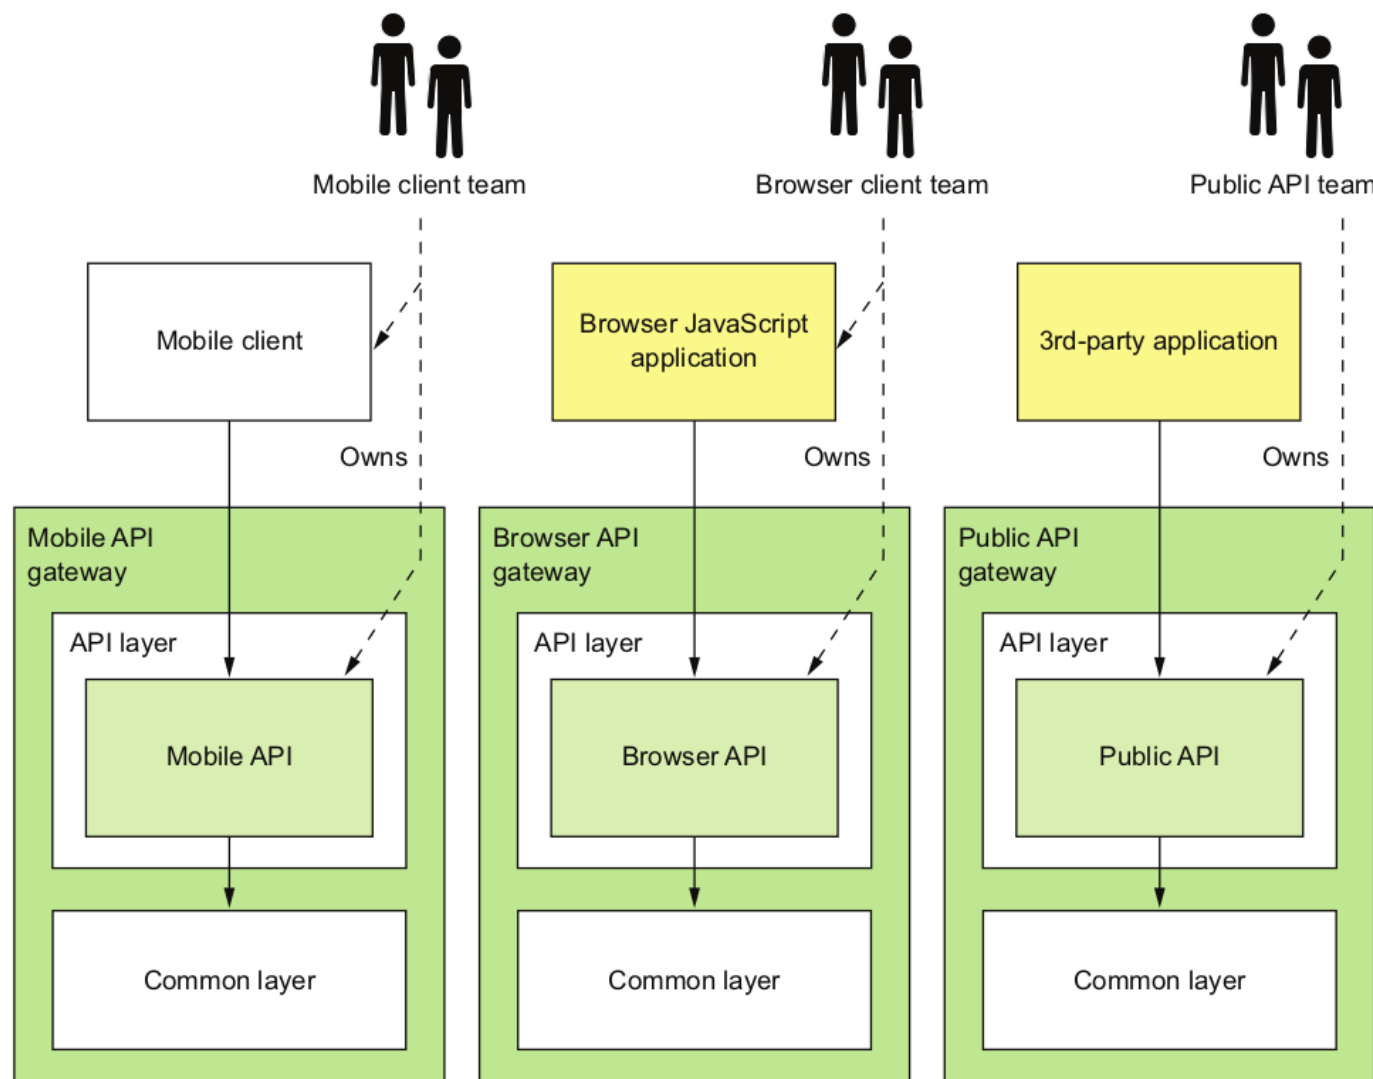 Mobile client team
Browser client team
Public API team
Mobile client
Browser JavaScript
application
3rd-party application
Owns
Owns
Owns
Mobile API
gateway
Browser API
gateway
Public API
gateway
API layer
API layer
API layer
Mobile API
Browser API
Public API
Common layer
Common layer
Common layer